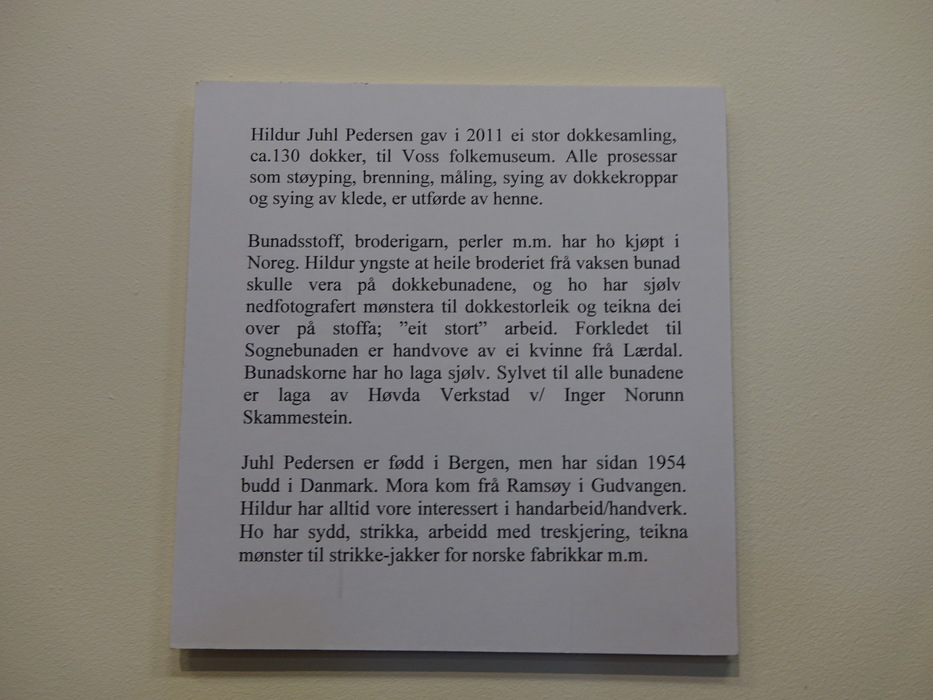 Hildur Juhl Pedersen gav i 2011 ei stor dokkesamling,
ca.130 dokker, til Voss folkemuseum. Alle prosessar
som støyping, brenning, måling, sying av dokkekroppar
og sying av klede, er utførde av henne.
Bunadsstoff, broderigarn, perler m.m. har ho kjøpt i
Noreg. Hildur yngste at heile broderiet frå vaksen bunad
skulle vera på dokkebunadene, og ho har sjølv
nedfotografert mønstera til dokkestorleik og teikna dei
over på stoffa; ”eit stort” arbeid. Forkledet til
Sognebunaden er handvove av ei kvinne frå Lærdal.
Bunadskorne har ho laga sjølv. Sylvet til alle bunadene
er laga av Høvda Verkstad v/ Inger Norunn
Skammestein.
Juhl Pedersen er fødd i Bergen, men har sidan 1954
budd i Danmark. Mora kom frå Ramsøy i Gudvangen.
Hildur har alltid vore interessert i handarbeid/handverk.
Ho har sydd, strikka, arbeidd med treskjering, teikna
mønster til strikke-jakker for norske fabrikkar m.m.